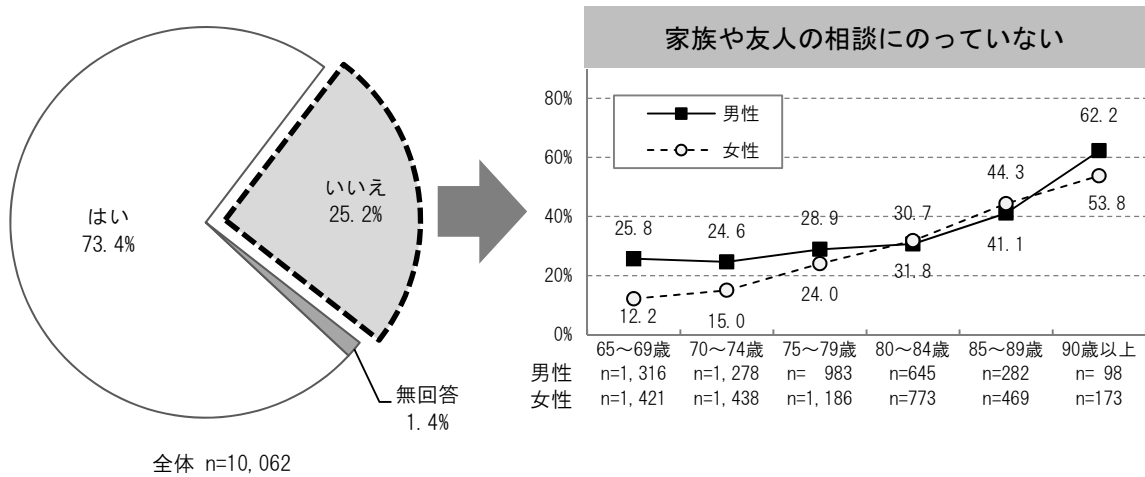 はい
73.4%
いいえ
25.2%
無回答
1.4%
全体 n=10,062
家族や友人の相談にのっていない
80%
60%
40%
20%
0%
男性
女性
25.8
24.6
28.9
30.7
41.1
62.2
12.2
15.0
24.0
31.8
44.3
53.8
65～69歳 70～74歳 75～79歳 80～84歳 85～89歳 90歳以上
男性 n=1,316 n=1,278 n= 983 n=645 n=282 n= 98
女性 n=1,421 n=1,438 n=1,186 n=773 n=469 n=173